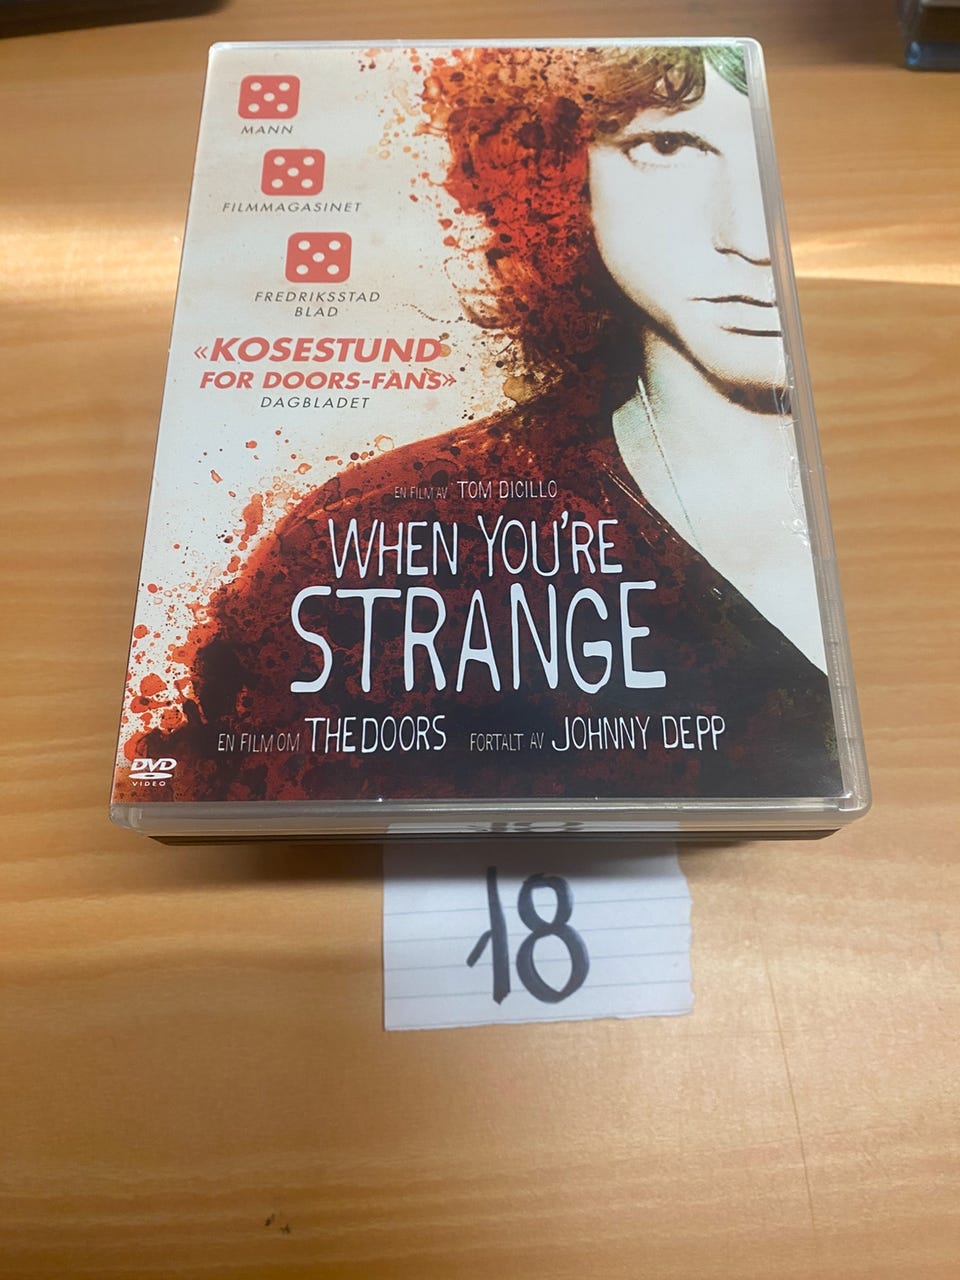 MANN
FILMMAGASINET
FREDRIKSSTAD
BLAD
«KOSESTUND
FOR DOORS-FANS»
DAGBLADET
EN FILM AV TOM DICILLO
WHEN YOU'RE
STRANGE
EN FILM OM THE DOORS FORTALT AV JOHNNY DEPP
DVD
VIDEO
18